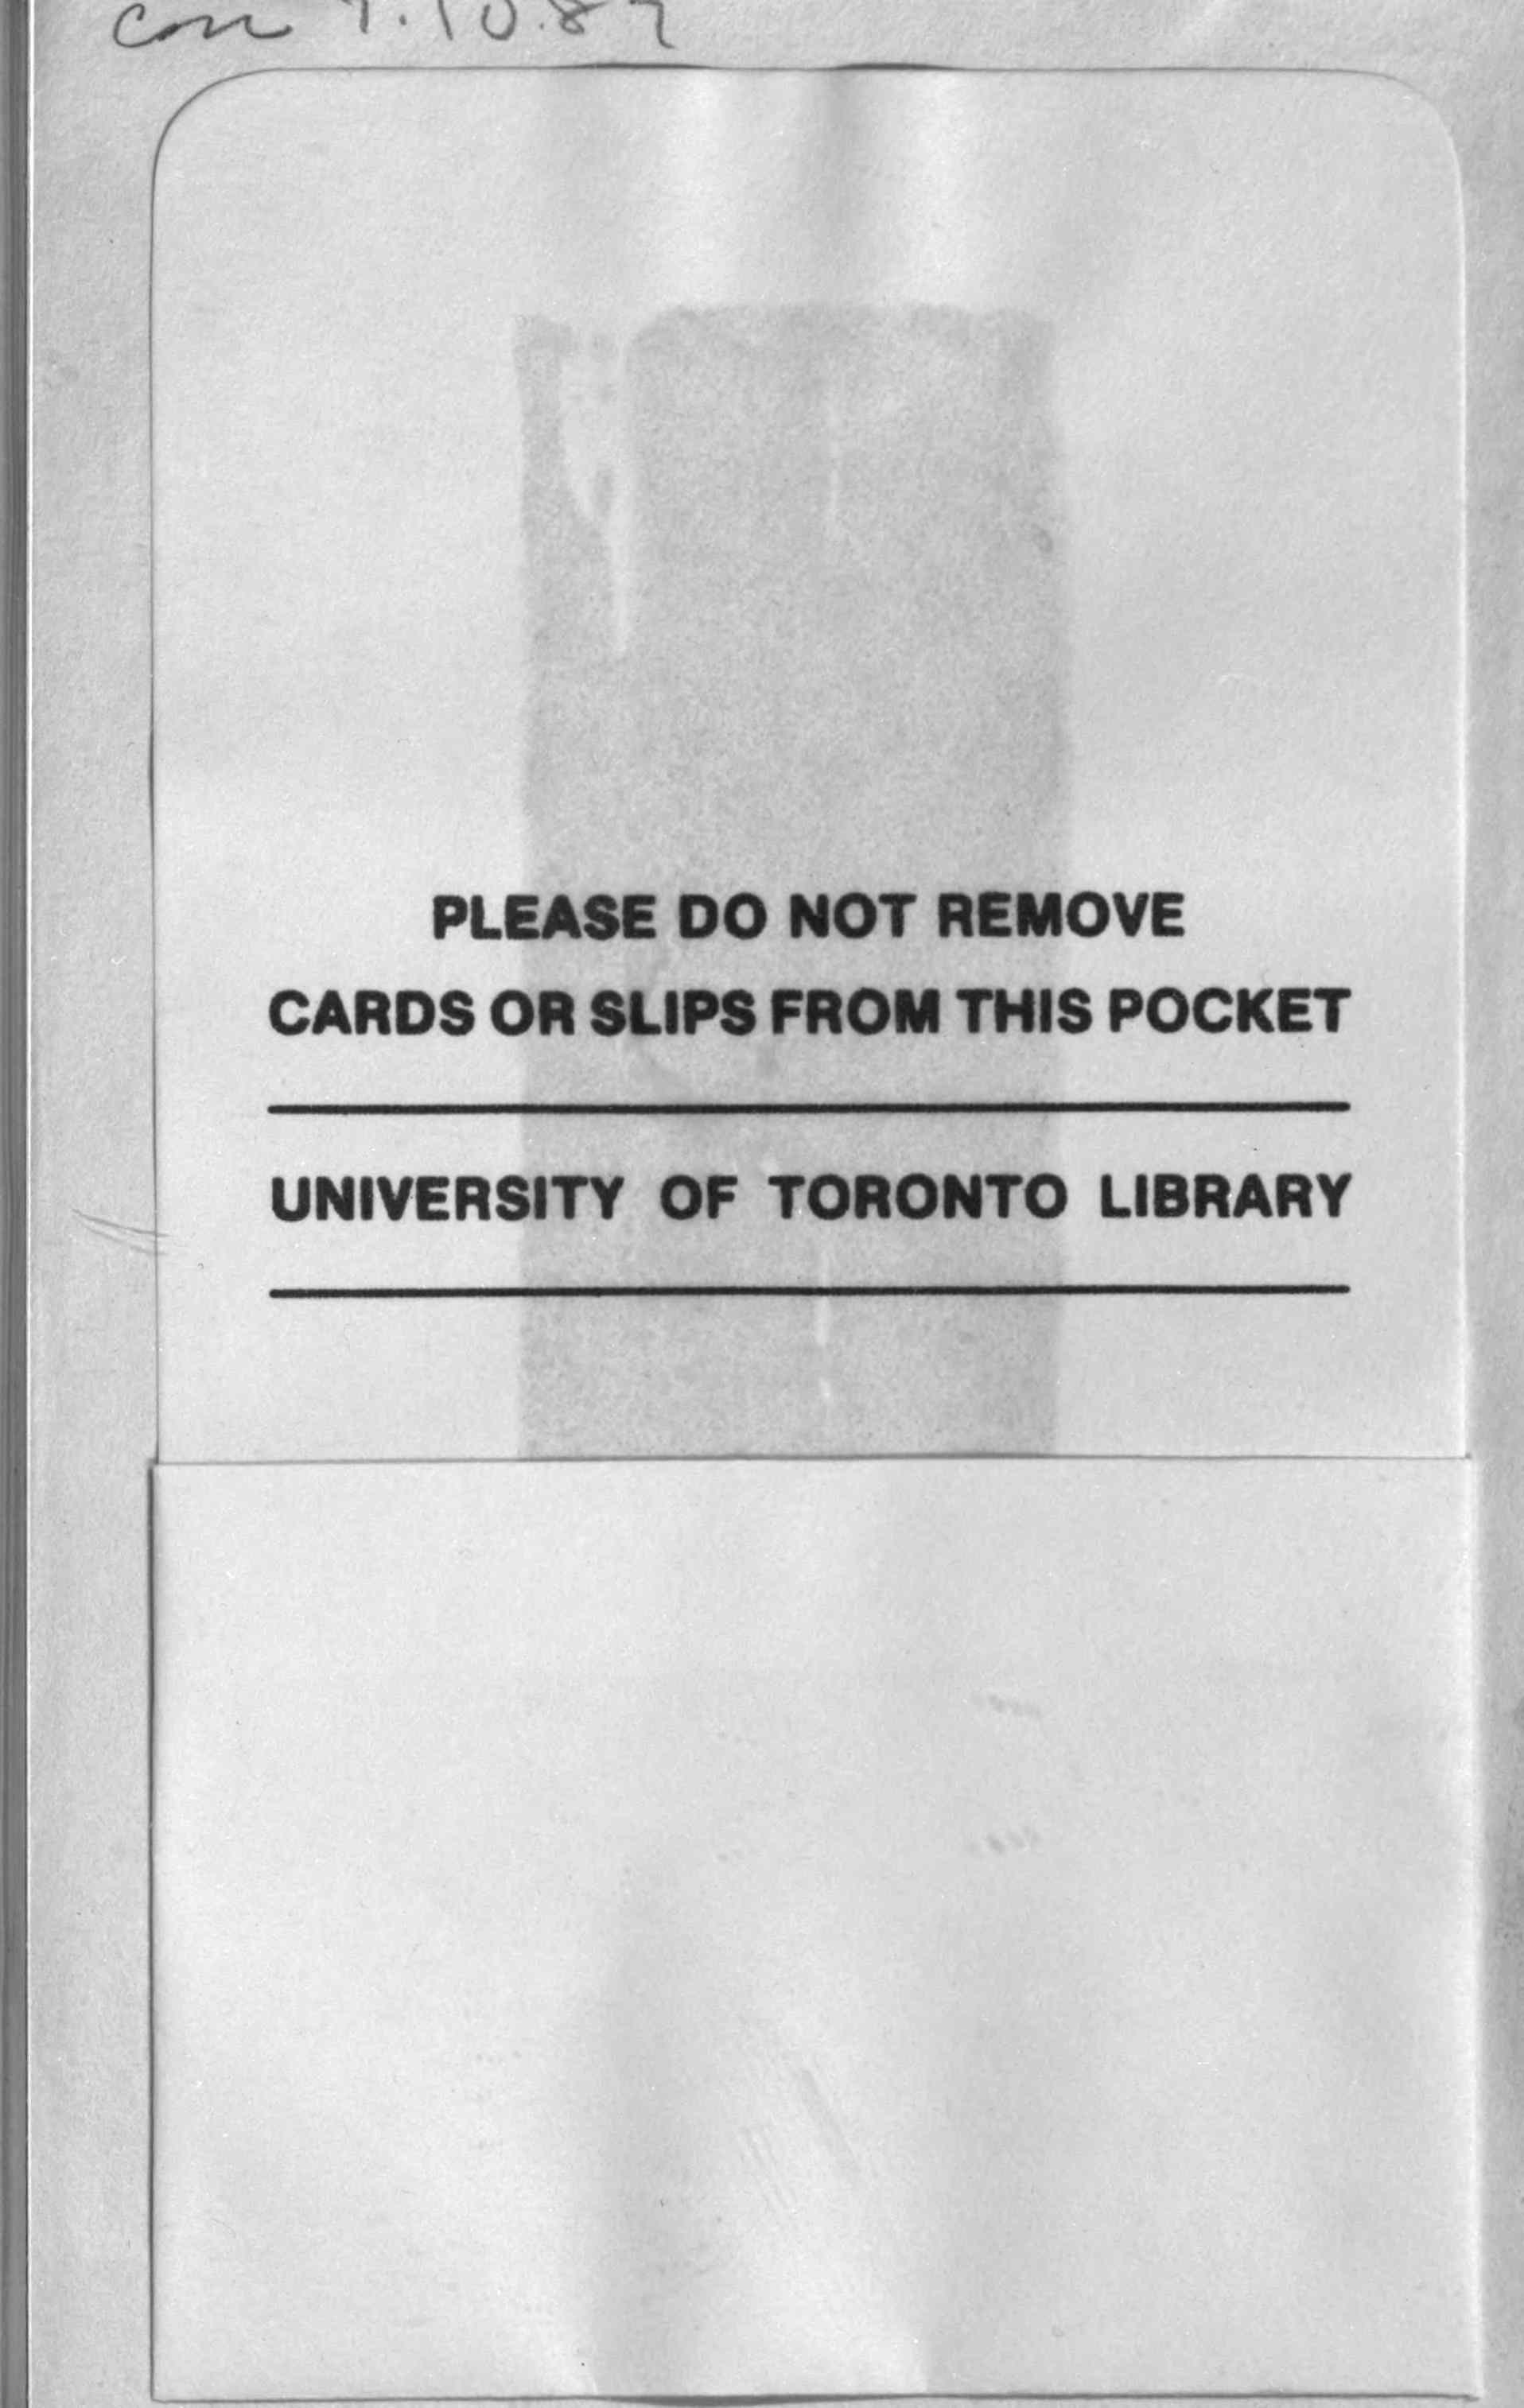 PLEASE DO NOT REMOVE
CARDS OR SLIPS FROM THIS POCKET
UNIVERSITY OF TORONTO LIBRARY